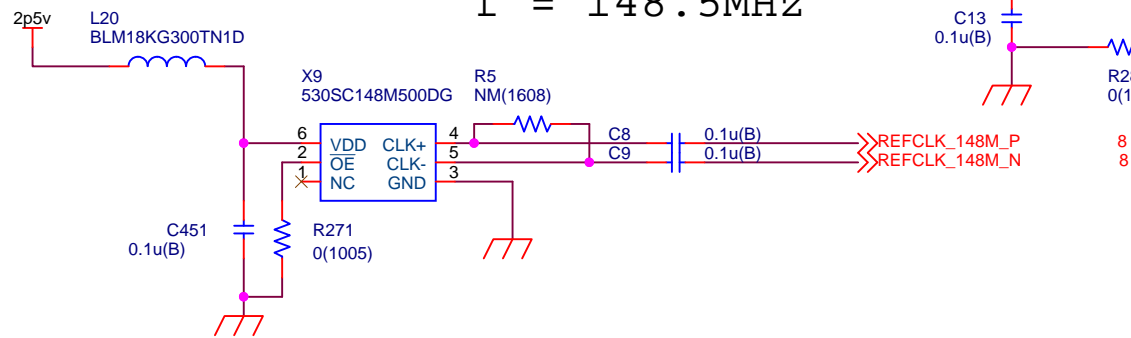 f = 148.5MHz
2p5v
L20
BLM18KG300TN1D
C13
0.1u(B)
X9
530SC148M500DG
R5
NM(1608)
6
2
1
VDD
OE
NC
CLK+
CLK-
GND
4
5
3
C8
C9
0.1u(B)
0.1u(B)
REFCLK_148M_P
REFCLK_148M_N
8
8
C451
0.1u(B)
R271
0(1005)